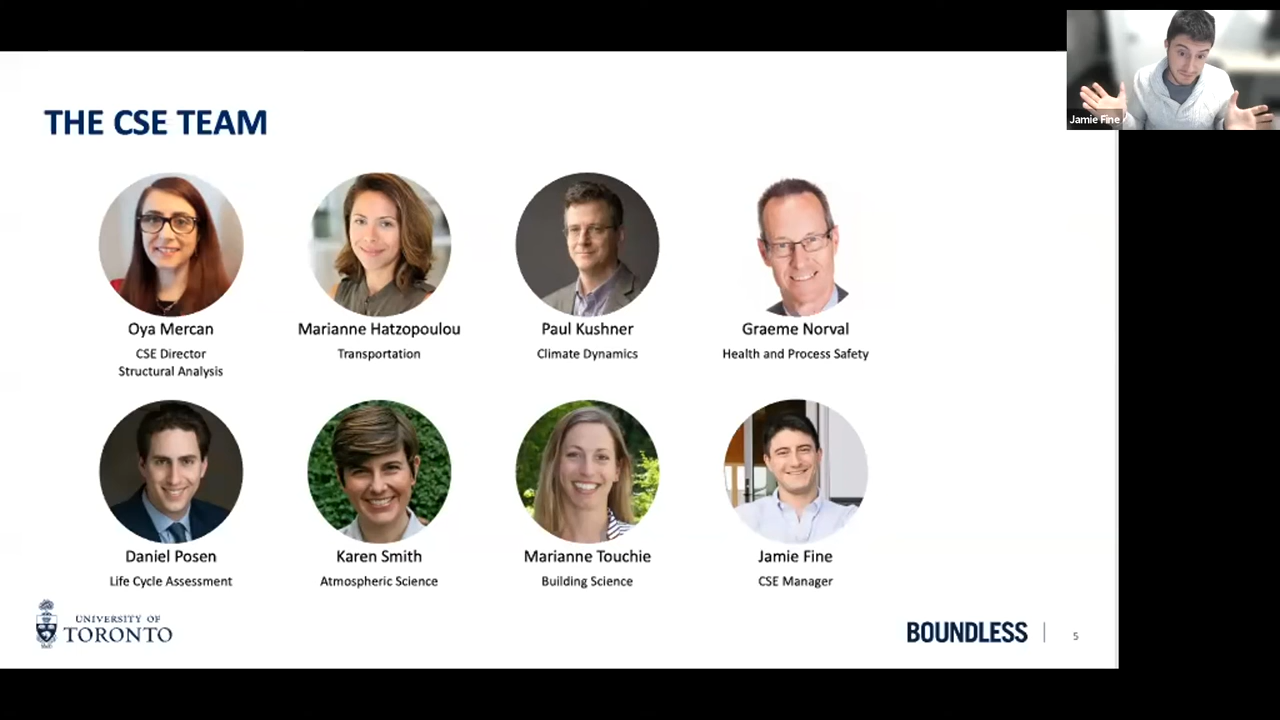 THE CSE TEAM
Jamie Fine
Oya Mercan
CSE Director
Structural Analysis
Marianne Hatzopoulou
Transportation
Paul Kushner
Climate Dynamics
Graeme Norval
Health and Process Safety
Daniel Posen
Life Cycle Assessment
Karen Smith
Atmospheric Science
Marianne Touchie
Building Science
Jamie Fine
CSE Manager
UNIVERSITY OF
TORONTO
BOUNDLESS
5